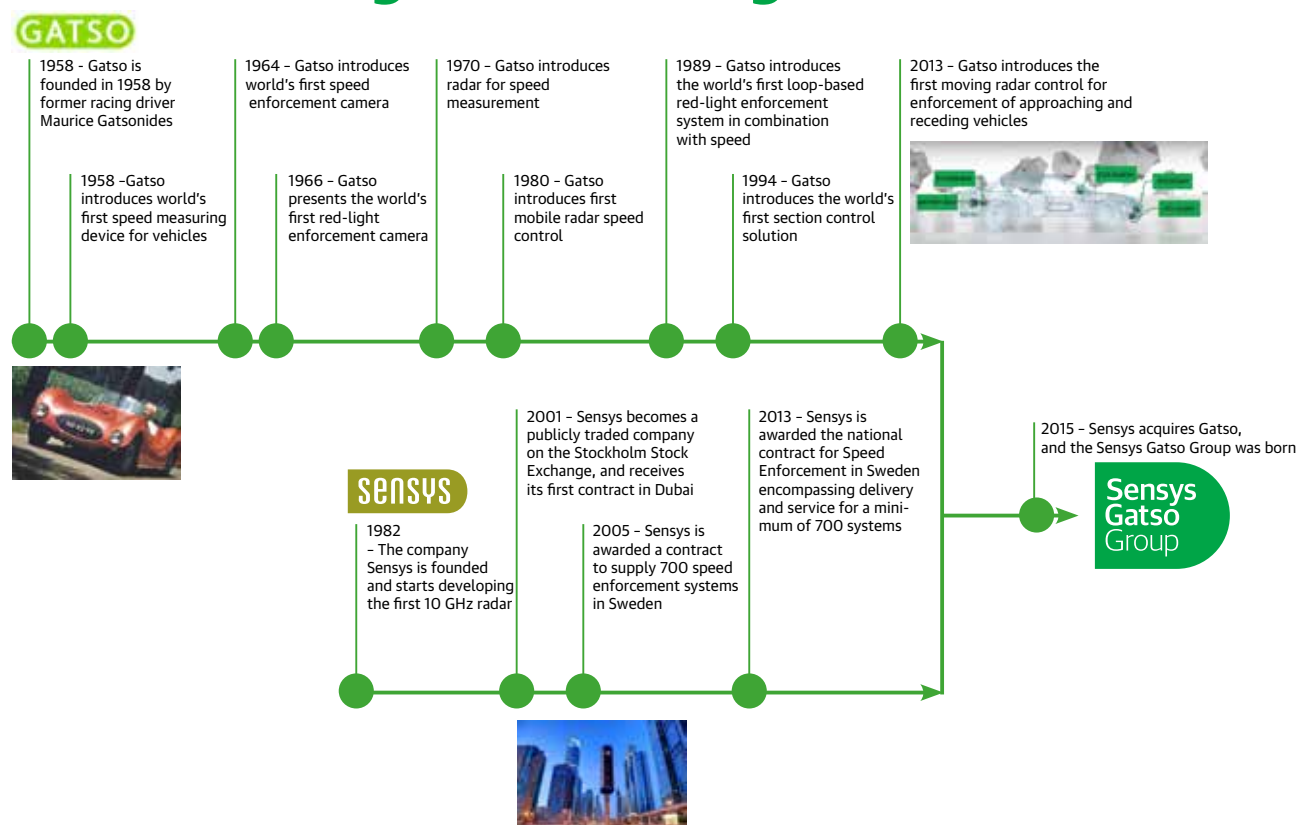 GATSO
1958 - Gatso is
founded in 1958 by
former racing driver
Maurice Gatsonides
1958 -Gatso
introduces world's
first speed measuring
device for vehicles
1964 - Gatso introduces
world's first speed
enforcement camera
1966 - Gatso
presents the world's
first red-light
enforcement camera
1970 - Gatso introduces
radar for speed
measurement
1980 - Gatso
introduces first
mobile radar speed
control
1989 - Gatso introduces
the world's first loop-based
red-light enforcement
system in combination
with speed
1994 - Gatso
introduces the world's
first section control
solution
2013 - Gatso introduces the
first moving radar control for
enforcement of approaching and
receding vehicles
sensys
1982
- The company
Sensys is founded
and starts developing
the first 10 GHz radar
2001 - Sensys becomes a
publicly traded company
on the Stockholm Stock
Exchange, and receives
its first contract in Dubai
2005 - Sensys is
awarded a contract
to supply 700 speed
enforcement systems
in Sweden
2013 - Sensys is
awarded the national
contract for Speed
Enforcement in Sweden
encompassing delivery
and service for a mini-
mum of 700 systems
2015 - Sensys acquires Gatso,
and the Sensys Gatso Group was born
Sensys
Gatso
Group